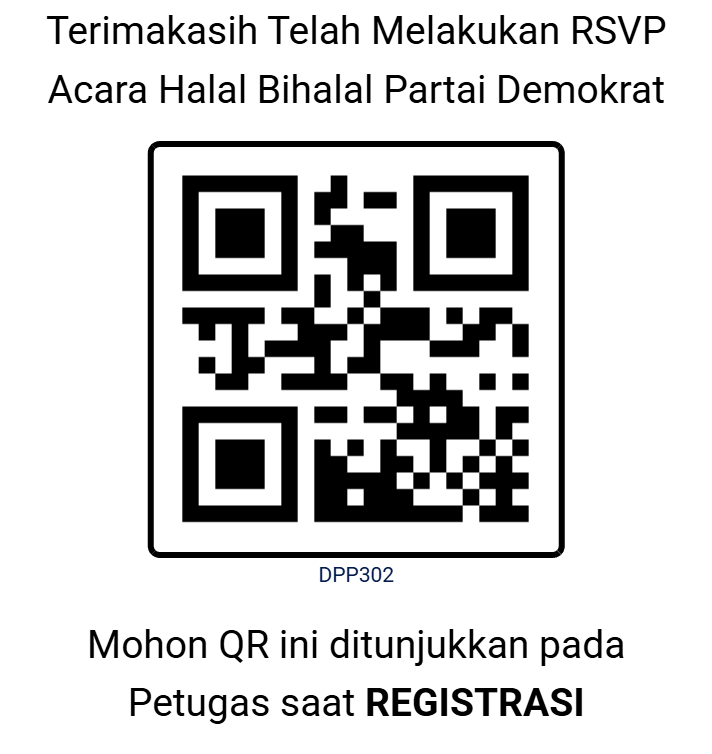 Terimakasih Telah Melakukan RSVP
Acara Halal Bihalal Partai Demokrat
DPP302
Mohon QR ini ditunjukkan pada
Petugas saat REGISTRASI